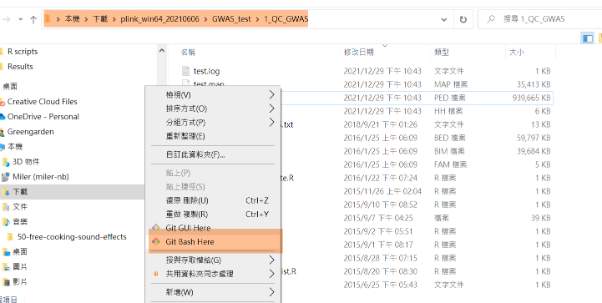 本機 > 下載 > plink_win64_20210606 > GWAS_test > 1_QC_GWAS
搜尋 1_QC_GWAS
R scripts
Results
桌面
Creative Cloud Files
OneDrive - Personal
Greengarden
本機
3D 物件
Miler (miler-nb)
下載
文件
音樂
50-free-cooking-sound-effects
桌面
圖片
影片
名稱 修改日期 類型 大小
test.log 2021/12/29 下午 10:43 文字文件 1 KB
test.map 2021/12/29 下午 10:43 MAP 檔案 35,413 KB
2021/12/29 下午 10:43 PED 檔案 939,665 KB
2021/12/29 下午 10:43 HH 檔案 6 KB
.txt 2018/9/21 下午 01:26 文字文件 13 KB
2016/1/25 上午 06:09 BED 檔案 59,797 KB
2016/1/25 上午 06:09 BIM 檔案 39,684 KB
2016/1/25 上午 06:09 FAM 檔案 5 KB
e.R 2016/1/22 下午 07:24 R 檔案 1 KB
2015/11/26 上午 02:04 R 檔案 1 KB
2015/9/10 下午 08:52 R 檔案 1 KB
2015/9/7 下午 04:25 檔案 39 KB
2015/9/2 下午 05:51 R 檔案 1 KB
2015/9/1 下午 08:17 R 檔案 1 KB
2015/8/28 下午 07:15 R 檔案 1 KB
ist.R 2015/8/20 下午 08:30 R 檔案 1 KB
2015/6/25 下午 05:43 R 檔案 1 KB
檢視(V)
排序方式(O)
分組方式(P)
重新整理(E)
自訂此資料夾(F)...
貼上(P)
貼上捷徑(S)
復原 刪除(U) Ctrl+Z
重做 複製(R) Ctrl+Y
Git GUI Here
Git Bash Here
授與存取權給(G)
共用資料夾同步處理
新增(W)